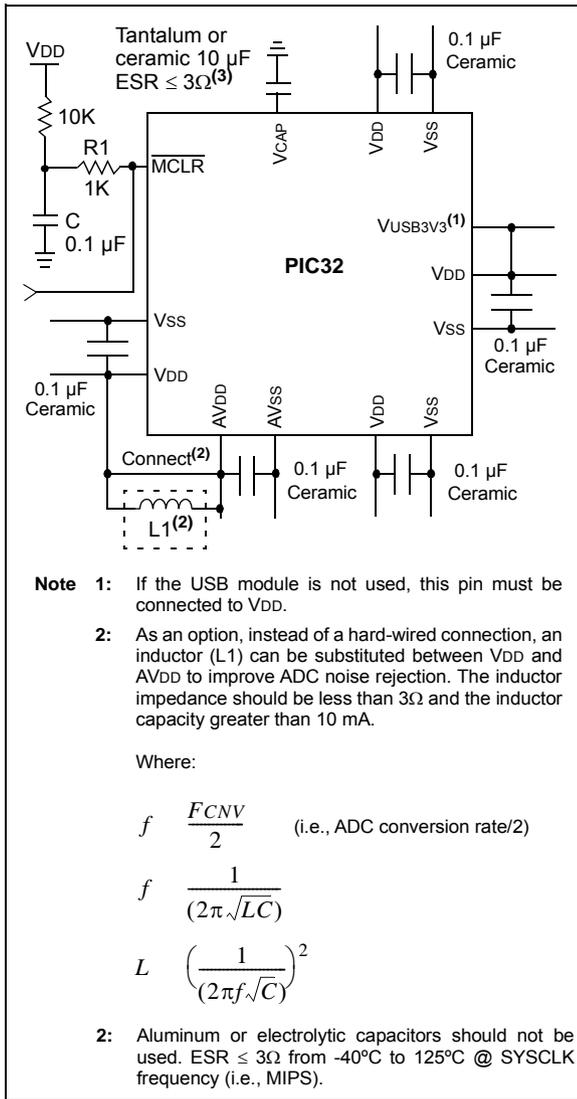 VDD
Tantalum or
ceramic 10 µF
ESR ≤ 3Ω(3)
0.1 µF
Ceramic
10K
R1
1K
C
0.1 µF
MCLR
VCAP
VDD
VSS
VUSB3V3(1)
PIC32
VDD
VSS
0.1 µF
Ceramic
VSS
VDD
0.1 µF
Ceramic
AVDD
AVSS
VDD
VSS
Connect(2)
0.1 µF
Ceramic
0.1 µF
Ceramic
L1(2)
Note 1: If the USB module is not used, this pin must be
connected to VDD.
2: As an option, instead of a hard-wired connection, an
inductor (L1) can be substituted between VDD and
AVDD to improve ADC noise rejection. The inductor
impedance should be less than 3Ω and the inductor
capacity greater than 10 mA.
Where:
f FCNV/2 (i.e., ADC conversion rate/2)
f 1/(2π√LC)
L (1/(2πf√C))2
2: Aluminum or electrolytic capacitors should not be
used. ESR ≤ 3Ω from -40ºC to 125ºC @ SYSCLK
frequency (i.e., MIPS).